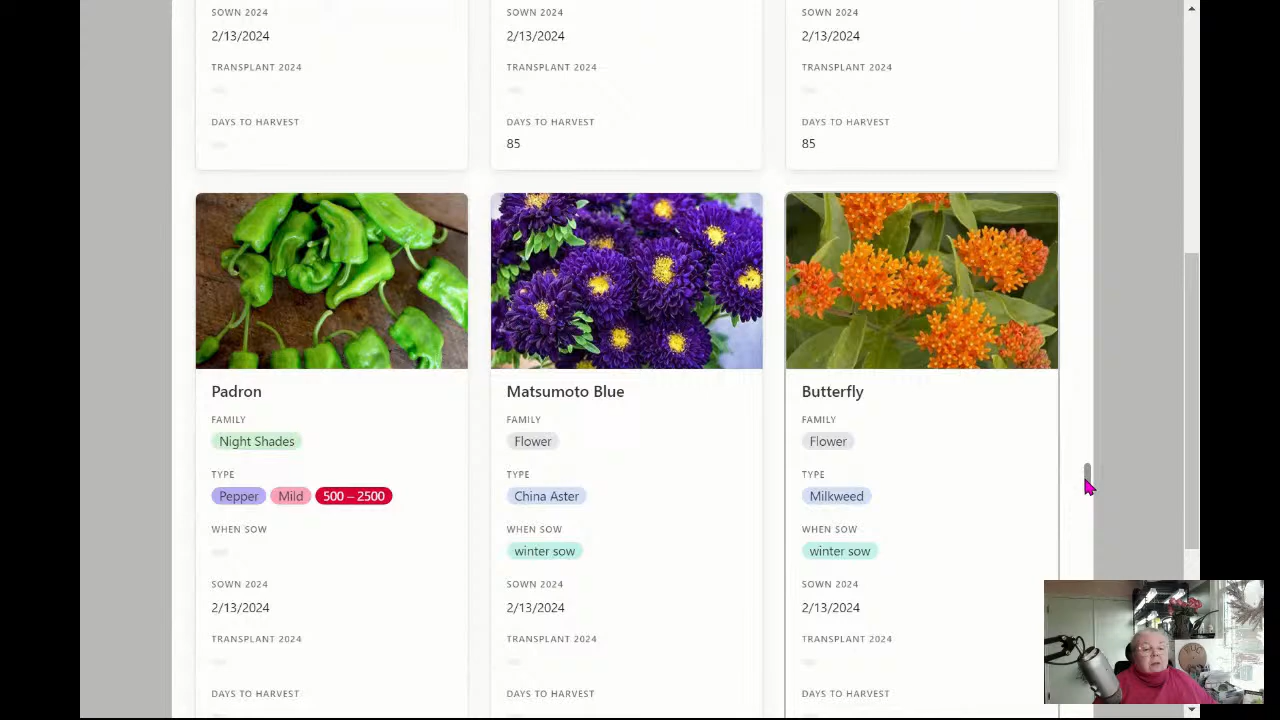 SOWN 2024
SOWN 2024
SOWN 2024
2/13/2024
2/13/2024
2/13/2024
TRANSPLANT 2024
TRANSPLANT 2024
TRANSPLANT 2024
DAYS TO HARVEST
DAYS TO HARVEST
DAYS TO HARVEST
85
85
Padron
FAMILY
Night Shades
TYPE
Pepper Mild 500 – 2500
WHEN SOW
SOWN 2024
2/13/2024
TRANSPLANT 2024
DAYS TO HARVEST
Matsumoto Blue
FAMILY
Flower
TYPE
China Aster
WHEN SOW
winter sow
SOWN 2024
2/13/2024
TRANSPLANT 2024
DAYS TO HARVEST
Butterfly
FAMILY
Flower
TYPE
Milkweed
WHEN SOW
winter sow
SOWN 2024
2/13/2024
TRANSPLANT 2024
DAYS TO HARVEST